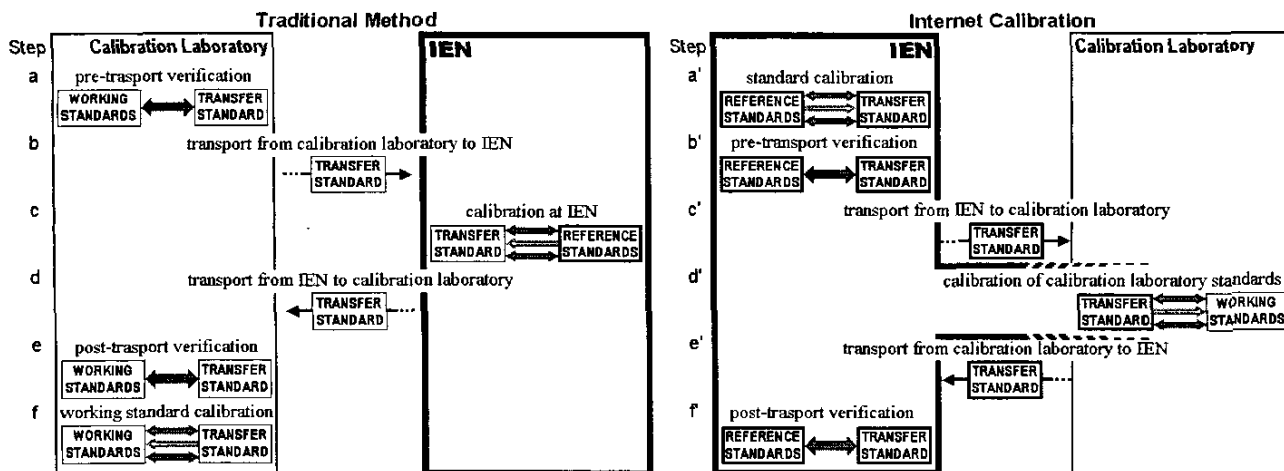 Traditional Method
Step
Calibration Laboratory
IEN
a
pre-trasport verification
WORKING STANDARDS
TRANSFER STANDARD
b
transport from calibration laboratory to IEN
TRANSFER STANDARD
c
calibration at IEN
TRANSFER STANDARD
REFERENCE STANDARDS
d
transport from IEN to calibration laboratory
TRANSFER STANDARD
e
post-trasport verification
WORKING STANDARDS
TRANSFER STANDARD
f
working standard calibration
WORKING STANDARDS
TRANSFER STANDARD
Internet Calibration
Step
IEN
Calibration Laboratory
a'
standard calibration
REFERENCE STANDARDS
TRANSFER STANDARD
b'
pre-transport verification
REFERENCE STANDARDS
TRANSFER STANDARD
c'
transport from IEN to calibration laboratory
TRANSFER STANDARD
d'
calibration of calibration laboratory standards
TRANSFER STANDARD
WORKING STANDARDS
e'
transport from calibration laboratory to IEN
TRANSFER STANDARD
f'
post-trasport verification
REFERENCE STANDARDS
TRANSFER STANDARD